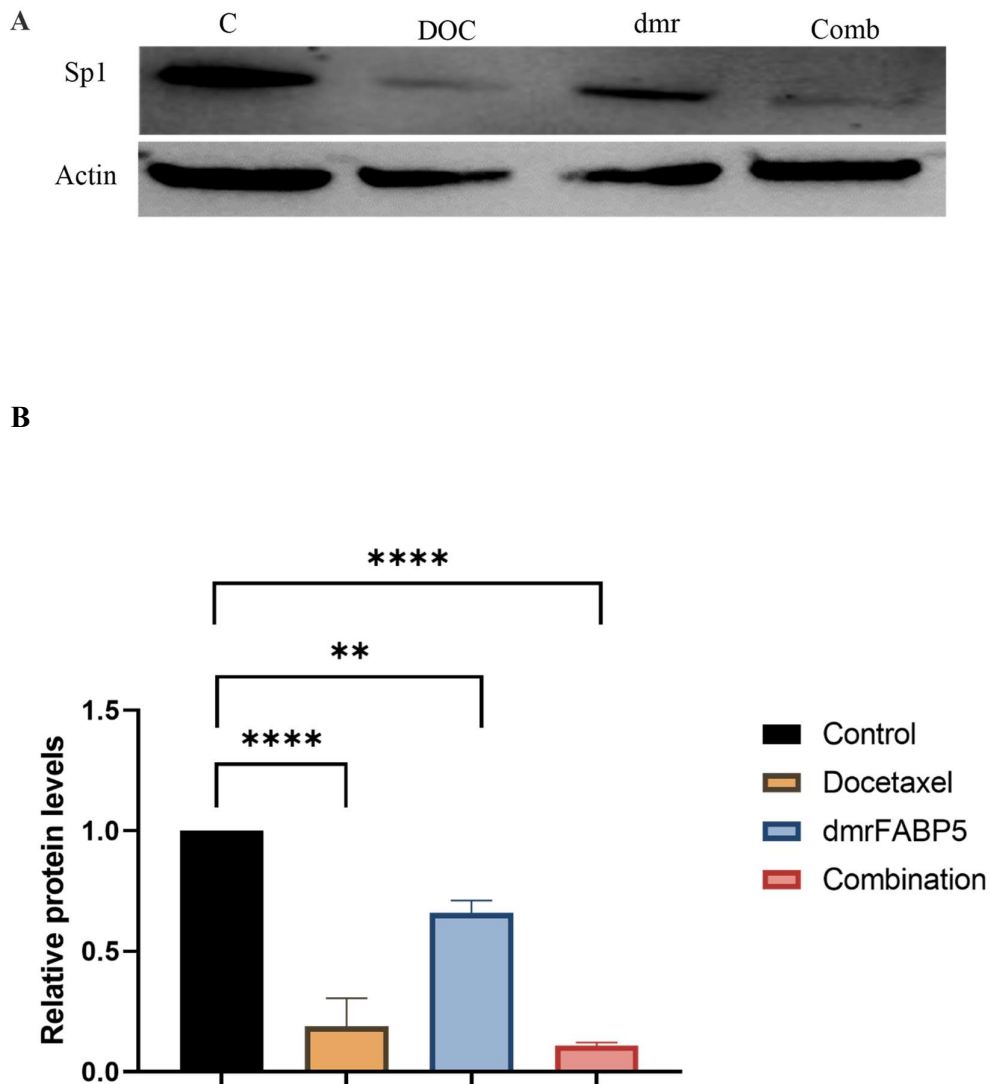 A
C DOC dmr Comb
Sp1
Actin
B
****
**
****
1.5
1.0
0.5
0.0
Relative protein levels
Control
Docetaxel
dmrFABP5
Combination